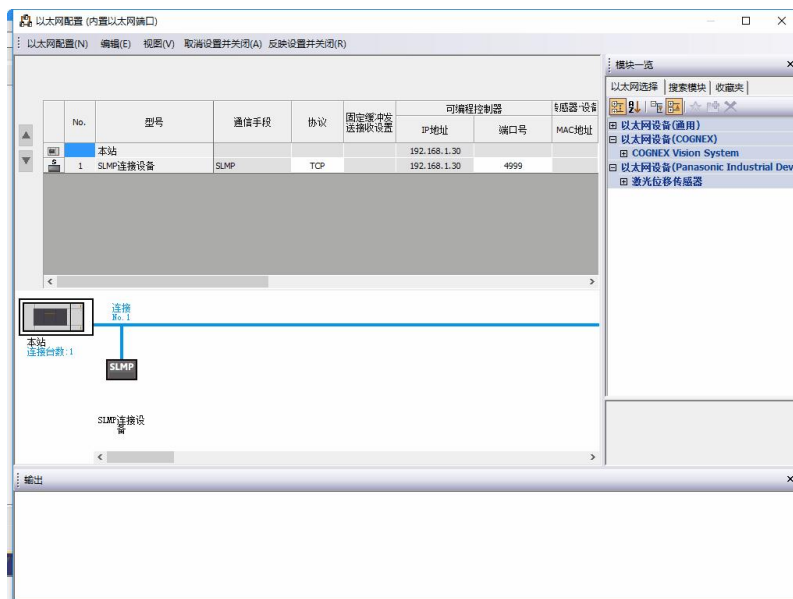 以太网配置 (内置以太网端口)
以太网配置(N) 编辑(E) 视图(V) 取消设置并关闭(A) 反映设置并关闭(R)
模块一览
以太网选择 搜索模块 收藏夹
No. 型号 通信手段 协议 固定缓冲发送接收设置 可编程控制器 IP地址 端口号 MAC地址
本站 192.168.1.30
1 SLMP连接设备 SLMP TCP 192.168.1.30 4999
以太网设备(通用)
以太网设备(COGNEX)
COGNEX Vision System
以太网设备(Panasonic Industrial Dev
激光位移传感器
连接
No.1
本站
连接台数:1
SLMP
SLMP连接设
备
输出